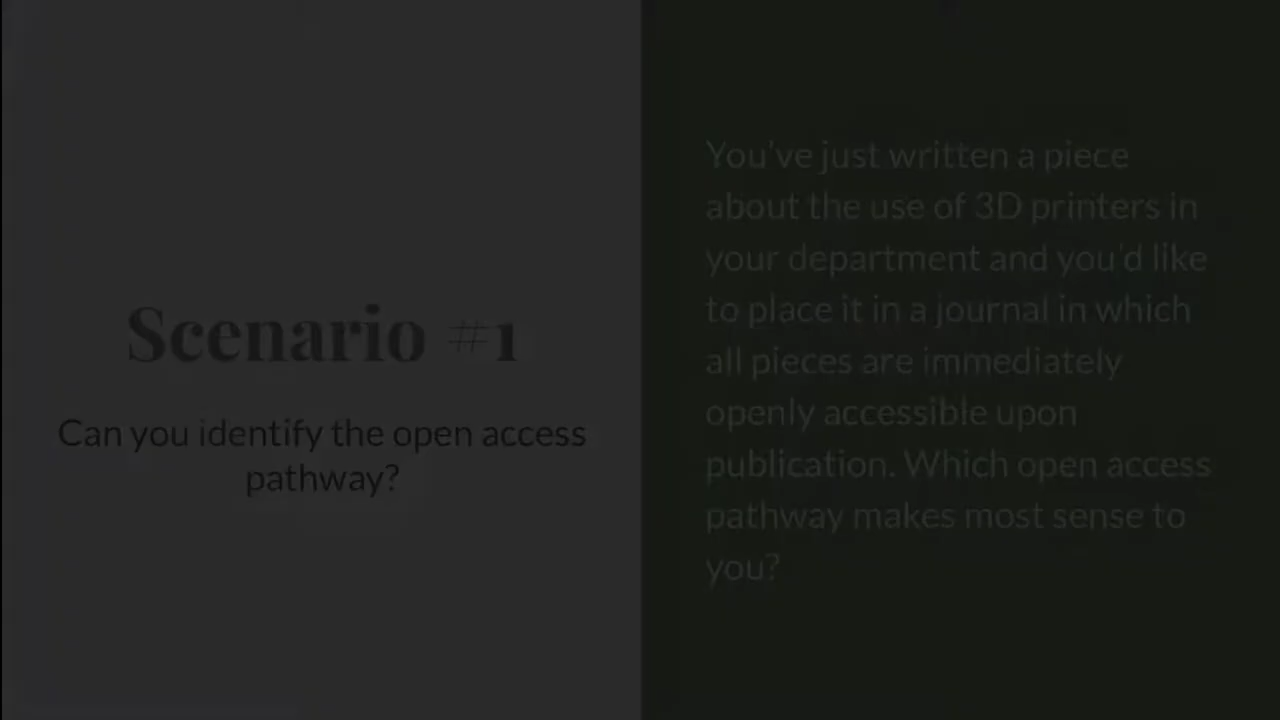 Scenario #1
Can you identify the open access
pathway?
You've just written a piece
about the use of 3D printers in
your department and you'd like
to place it in a journal in which
all pieces are immediately
openly accessible upon
publication. Which open access
pathway makes most sense to
you?